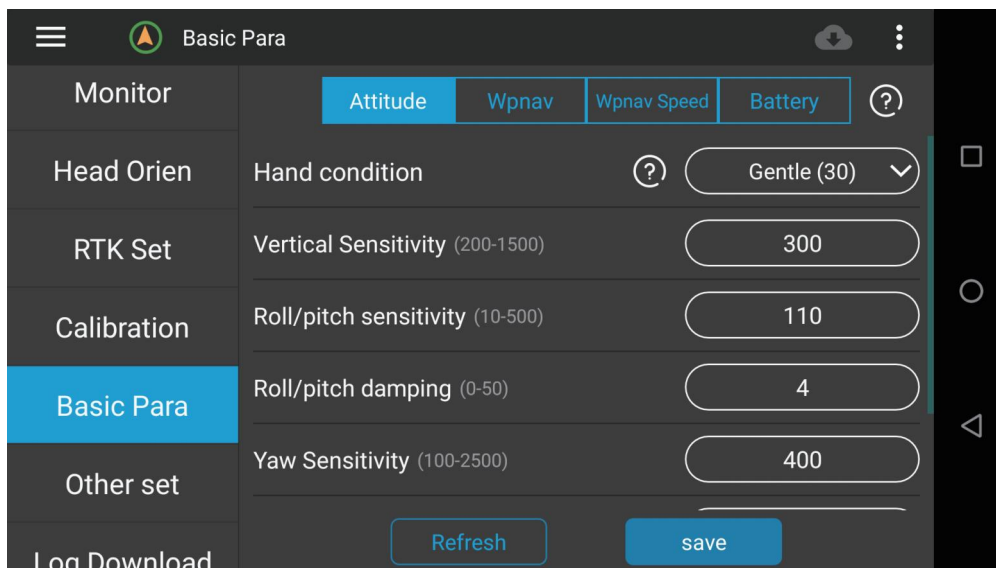 Basic Para
Monitor
Head Orien
RTK Set
Calibration
Basic Para
Other set
Log Download
Attitude Wpnav Wpnav Speed Battery ?
Hand condition ? Gentle (30)
Vertical Sensitivity (200-1500) 300
Roll/pitch sensitivity (10-500) 110
Roll/pitch damping (0-50) 4
Yaw Sensitivity (100-2500) 400
Refresh save